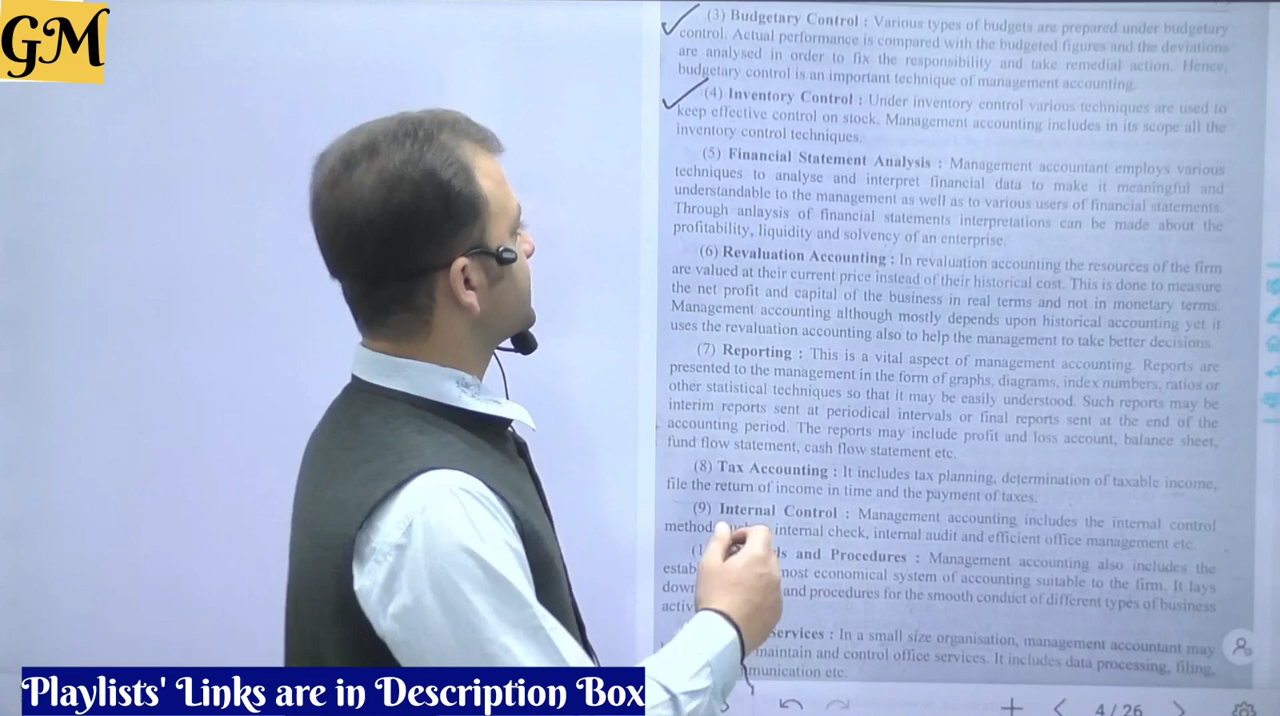 GM
(3) Budgetary Control : Various types of budgets are prepared under budgetary
control. Actual performance is compared with the budgeted figures and the deviations
are analysed in order to fix the responsibility and take remedial action. Hence,
budgetary control is an important technique of management accounting.
(4) Inventory Control : Under inventory control various techniques are used to
keep effective control on stock. Management accounting includes in its scope all the
inventory control techniques.
(5) Financial Statement Analysis : Management accountant employs various
techniques to analyse and interpret financial data to make it meaningful and
understandable to the management as well as to various users of financial statements.
Through anlaysis of financial statements interpretations can be made about the
profitability, liquidity and solvency of an enterprise.
(6) Revaluation Accounting : In revaluation accounting the resources of the firm
are valued at their current price instead of their historical cost. This is done to measure
the net profit and capital of the business in real terms and not in monetary terms.
Management accounting although mostly depends upon historical accounting yet it
uses the revaluation accounting also to help the management to take better decisions.
(7) Reporting : This is a vital aspect of management accounting. Reports are
presented to the management in the form of graphs, diagrams, index numbers, ratios or
other statistical techniques so that it may be easily understood. Such reports may be
interim reports sent at periodical intervals or final reports sent at the end of the
accounting period. The reports may include profit and loss account, balance sheet,
fund flow statement, cash flow statement etc.
(8) Tax Accounting : It includes tax planning, determination of taxable income,
file the return of income in time and the payment of taxes.
(9) Internal Control : Management accounting includes the internal control
method internal check, internal audit and efficient office management etc.
and Procedures : Management accounting also includes the
most economical system of accounting suitable to the firm. It lays
down and procedures for the smooth conduct of different types of business
Services : In a small size organisation, management accountant may
maintain and control office services. It includes data processing, filing,
etc.
4 / 26
Playlists' Links are in Description Box